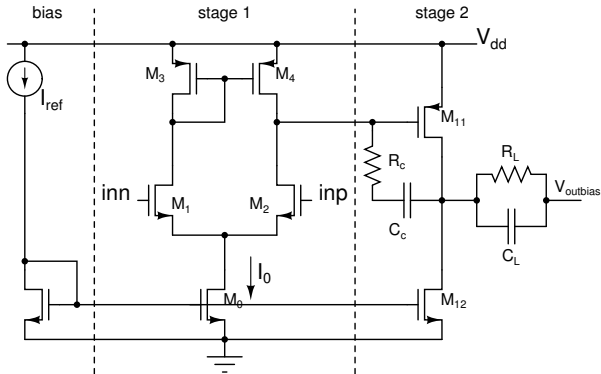 bias
stage 1
stage 2
V_dd
I_ref
M_3
M_4
M_11
R_c
R_L
inn
M_1
M_2
inp
V_outbias
C_c
C_L
I_0
M_0
M_12